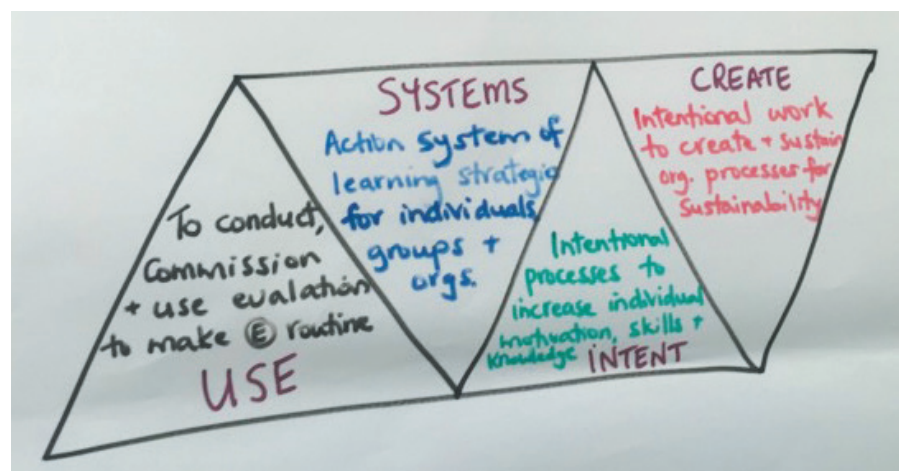 To conduct,
Commission
+ use evalation
to make Ⓔ routine
USE
SYSTEMS
Action system of
learning strategic
for individuals,
groups +
orgs.
Intentional
processes to
increase individual
motivation, skills +
knowledge
INTENT
CREATE
Intentional work
to create + sustain
org. processes for
Sustainability